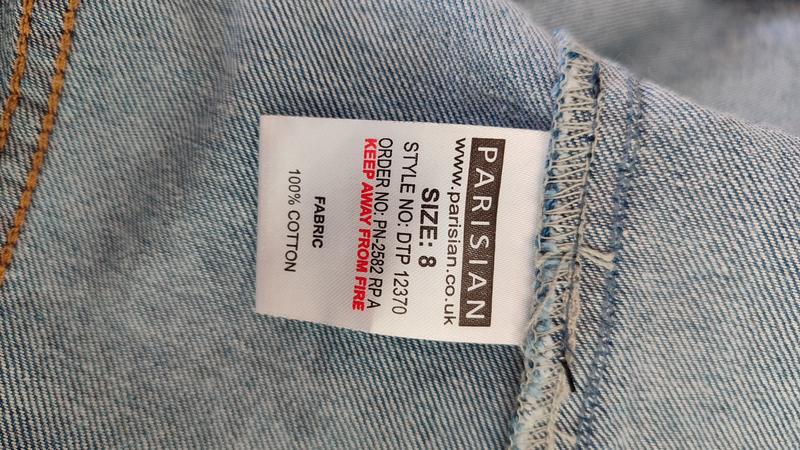 PARISIAN
www.parisian.co.uk
SIZE: 8
STYLE NO: DTP 12370
ORDER NO: PN-2582 RP A
KEEP AWAY FROM FIRE
FABRIC
100% COTTON